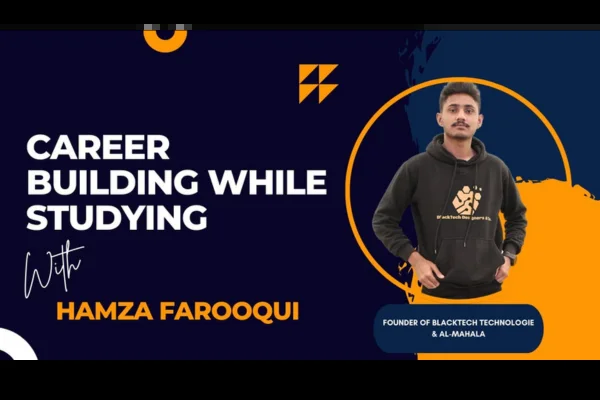 CAREER
BUILDING WHILE
STUDYING
With
HAMZA FAROOQUI
FOUNDER OF BLACKTECH TECHNOLOGIE
& AL-MAHALA